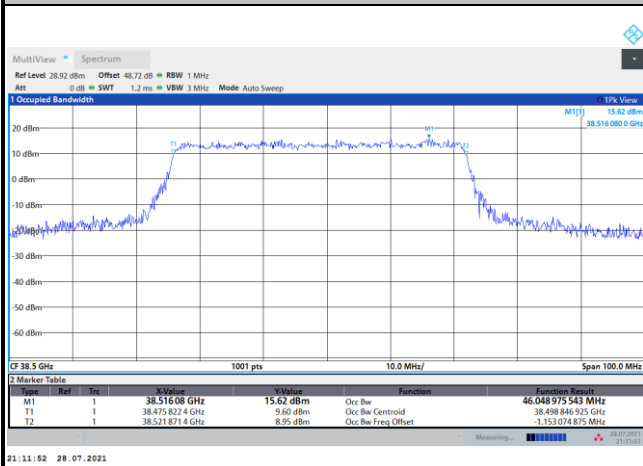 MultiView Spectrum
Ref Level 28.92 dBm Offset 48.72 dB RBW 1 MHz
Att 0 dB SWT 1.2 ms VBW 3 MHz Mode Auto Sweep
1 Occupied Bandwidth 1Pk View
M1[1] 15.62 dBm
38.516 080 0 GHz
20 dBm
M1
T1
T2
10 dBm
0 dBm
-10 dBm
-20 dBm
-30 dBm
-40 dBm
-50 dBm
-60 dBm
CF 38.5 GHz 1001 pts 10.0 MHz/ Span 100.0 MHz
2 Marker Table
Type Ref Trc X-Value Y-Value Function Function Result
M1 1 38.516 08 GHz 15.62 dBm Occ Bw 46.048 975 543 MHz
T1 1 38.475 822 4 GHz 9.60 dBm Occ Bw Centroid 38.498 846 925 GHz
T2 1 38.521 871 4 GHz 8.95 dBm Occ Bw Freq Offset -1.153 074 875 MHz
Measuring... 28.07.2021
21:11:51
21:11:52 28.07.2021